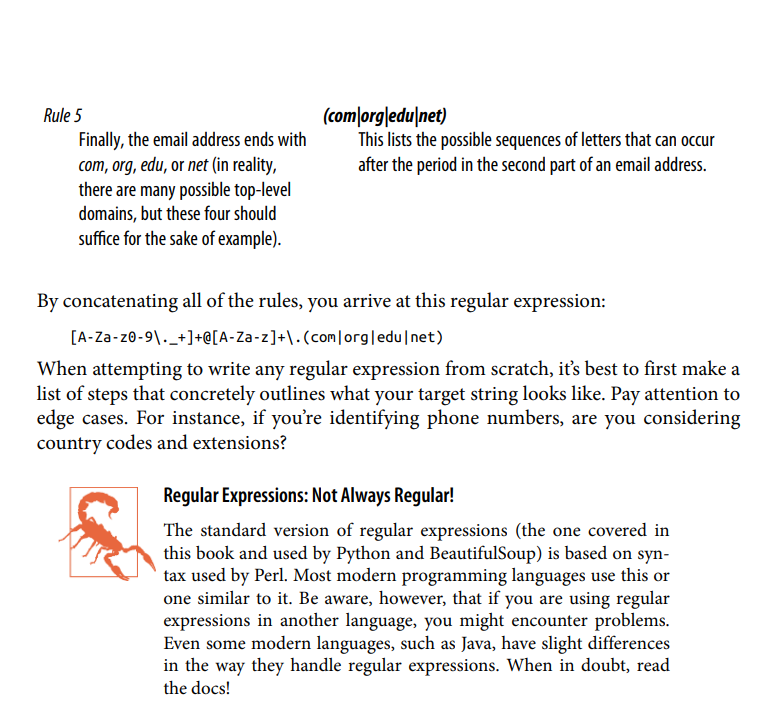 Rule 5
Finally, the email address ends with
com, org, edu, or net (in reality,
there are many possible top-level
domains, but these four should
suffice for the sake of example).
(com|org|edu|net)
This lists the possible sequences of letters that can occur
after the period in the second part of an email address.
By concatenating all of the rules, you arrive at this regular expression:
[A-Za-z0-9\._+]+@[A-Za-z]+\.(com|org|edu|net)
When attempting to write any regular expression from scratch, it’s best to first make a
list of steps that concretely outlines what your target string looks like. Pay attention to
edge cases. For instance, if you’re identifying phone numbers, are you considering
country codes and extensions?
Regular Expressions: Not Always Regular!
The standard version of regular expressions (the one covered in
this book and used by Python and BeautifulSoup) is based on syn-
tax used by Perl. Most modern programming languages use this or
one similar to it. Be aware, however, that if you are using regular
expressions in another language, you might encounter problems.
Even some modern languages, such as Java, have slight differences
in the way they handle regular expressions. When in doubt, read
the docs!